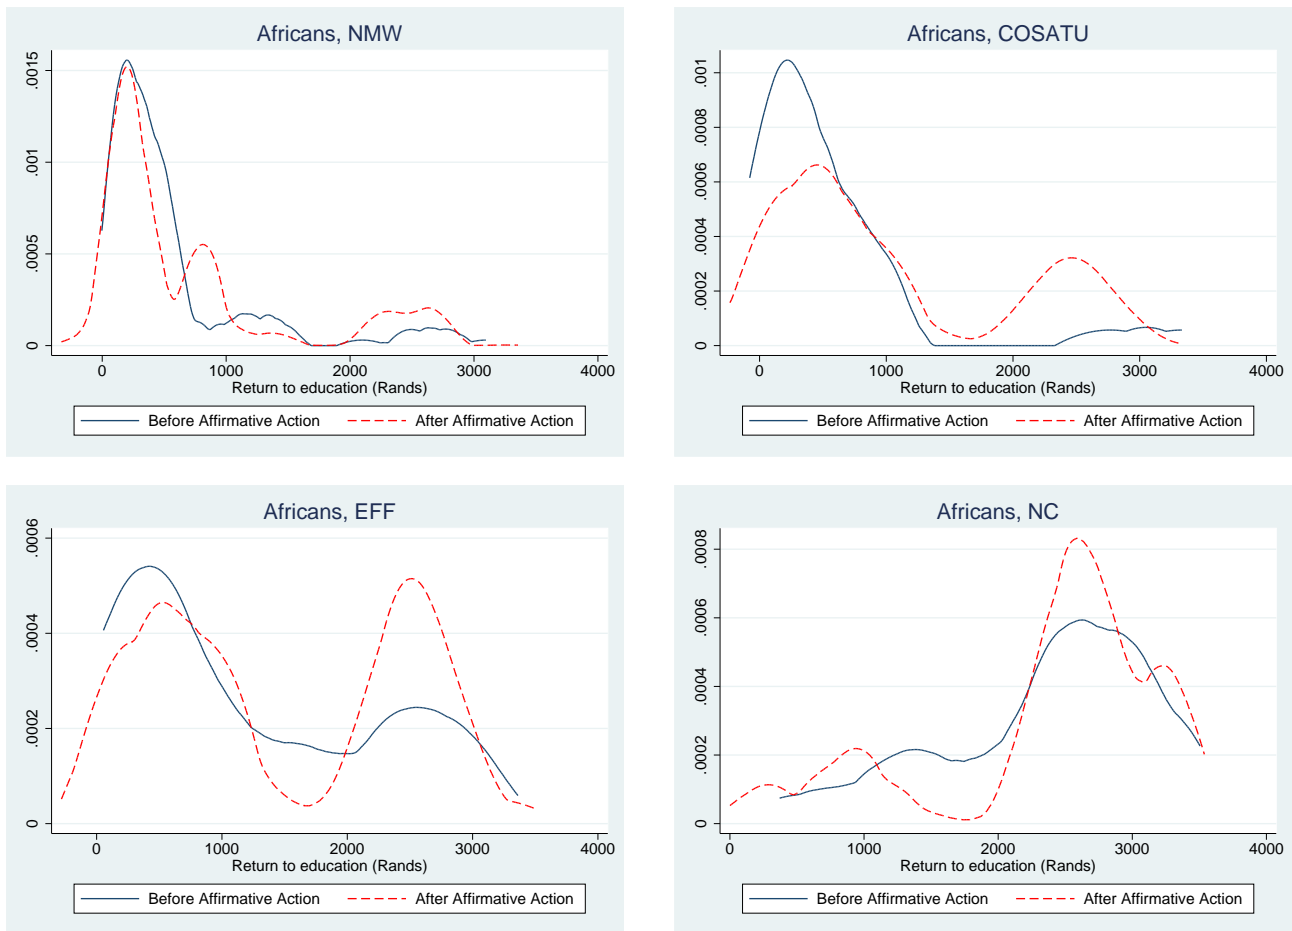 Africans, NMW
.0015
.001
.0005
0
0 1000 2000 3000 4000
Return to education (Rands)
Before Affirmative Action After Affirmative Action
Africans, COSATU
.001
.0008
.0006
.0004
.0002
0
0 1000 2000 3000 4000
Return to education (Rands)
Before Affirmative Action After Affirmative Action
Africans, EFF
.0006
.0004
.0002
0
0 1000 2000 3000 4000
Return to education (Rands)
Before Affirmative Action After Affirmative Action
Africans, NC
.0008
.0006
.0004
.0002
0
0 1000 2000 3000 4000
Return to education (Rands)
Before Affirmative Action After Affirmative Action